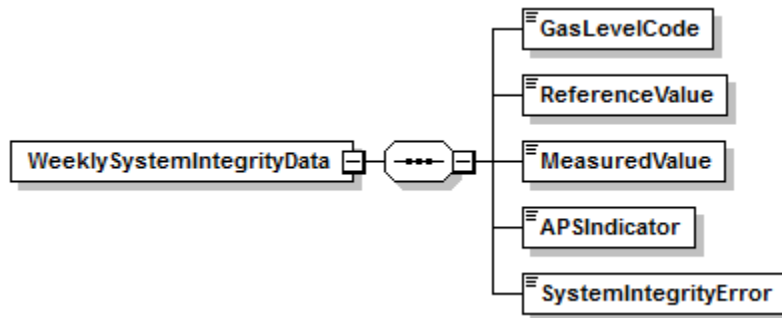 GasLevelCode
ReferenceValue
WeeklySystemIntegrityData
MeasuredValue
APSIndicator
SystemIntegrityError